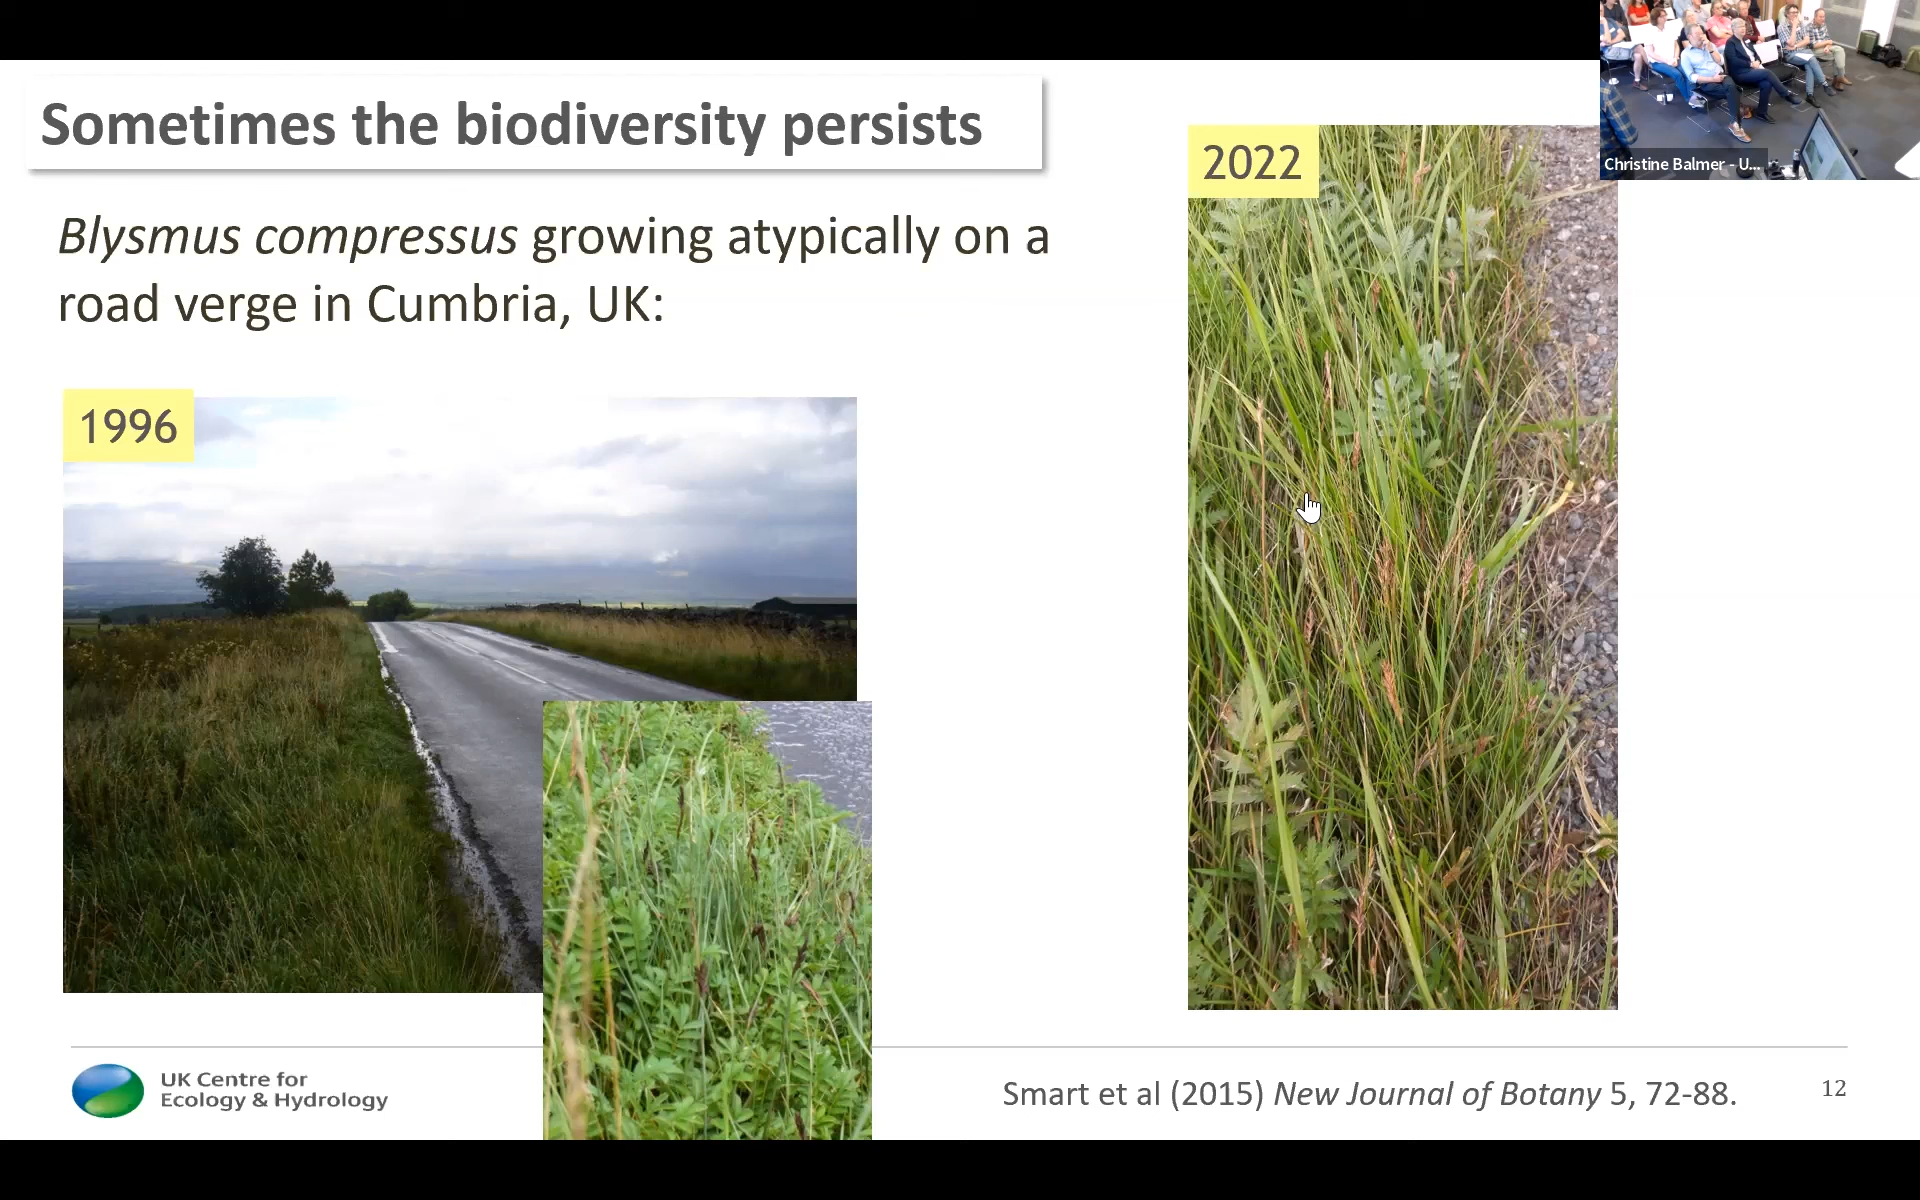 Sometimes the biodiversity persists
Blysmus compressus growing atypically on a
road verge in Cumbria, UK:
1996
2022
Christine Balmer - U...
UK Centre for
Ecology & Hydrology
Smart et al (2015) New Journal of Botany 5, 72-88.
12